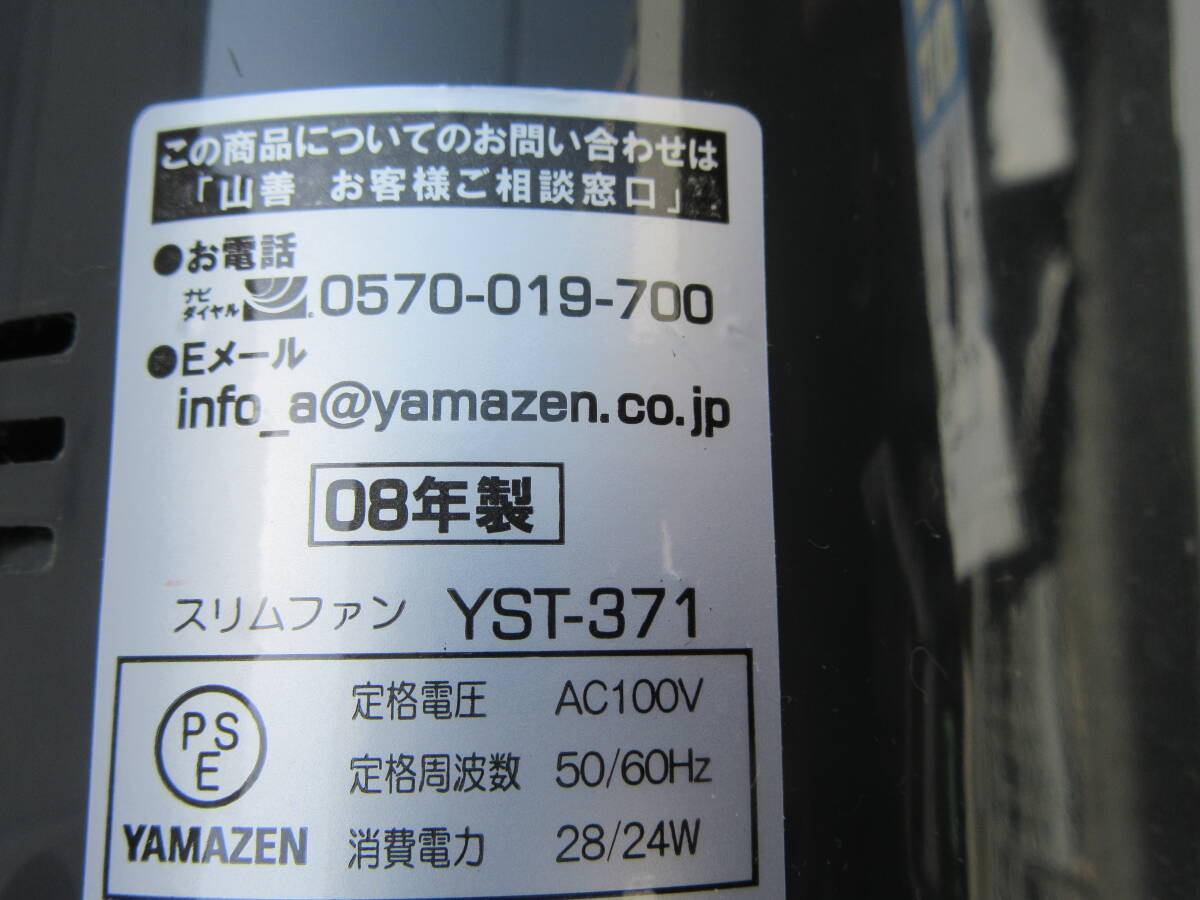 この商品についてのお問い合わせは
「山善 お客様ご相談窓口」
●お電話
ナビダイヤル 0570-019-700
●Eメール
info_a@yamazen.co.jp
08年製
スリムファン YST-371
PSE
YAMAZEN
定格電圧 AC100V
定格周波数 50/60Hz
消費電力 28/24W